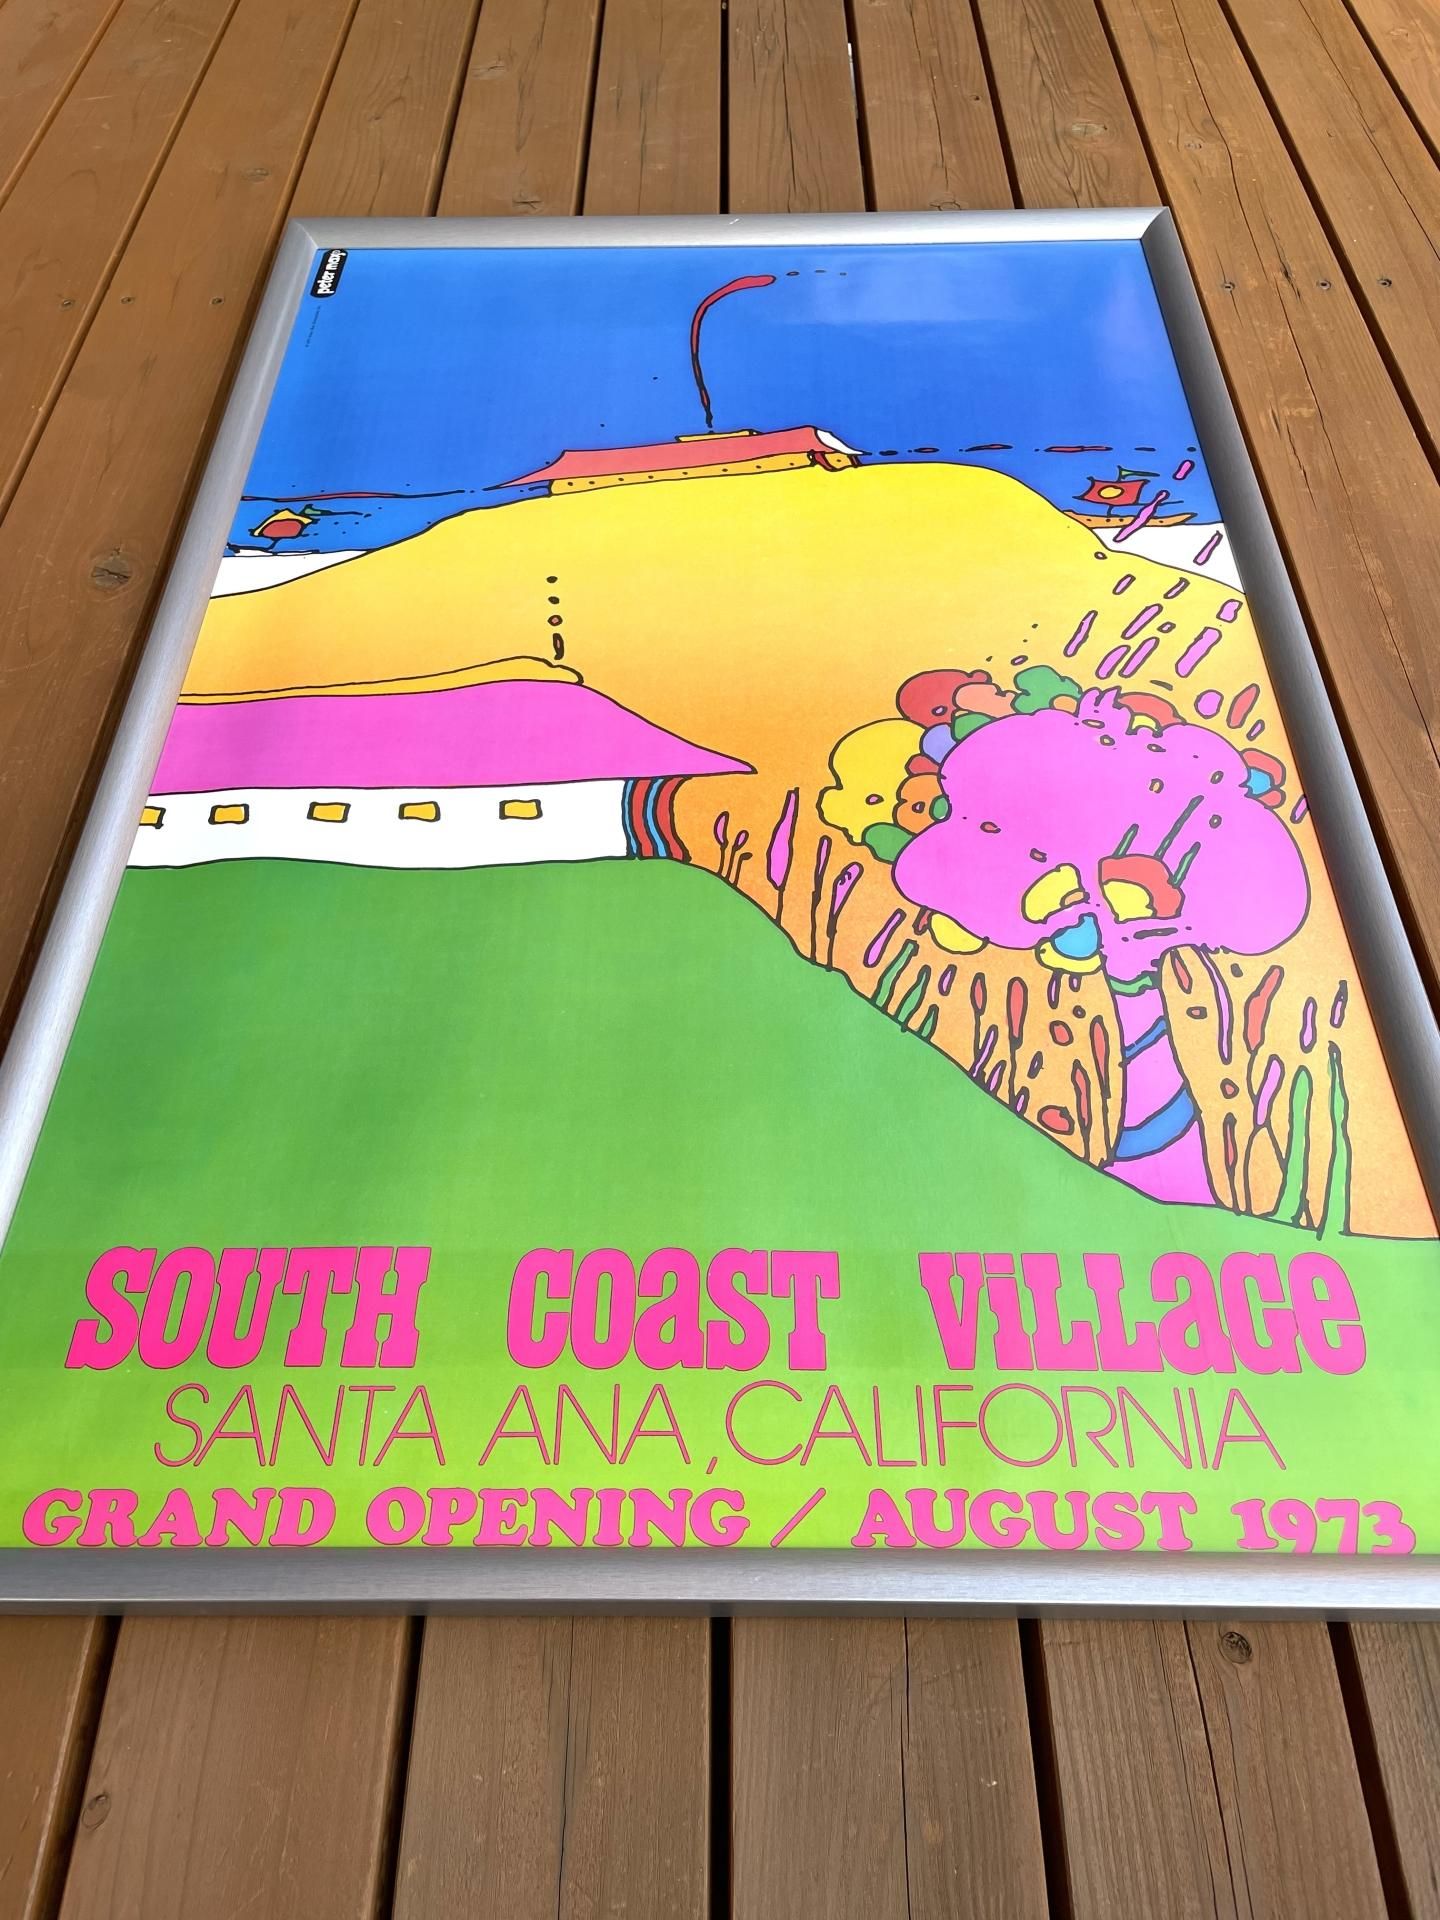 peter max
SOUTH COaST ViLLaGe
SANTA ANA, CALIFORNIA
GRAND OPENING / AUGUST 1973